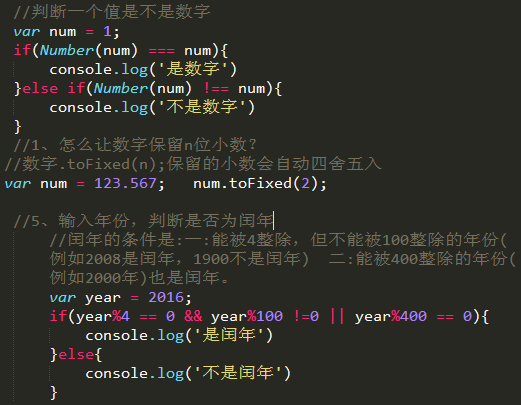 //判断一个值是不是数字
var num = 1;
if(Number(num) === num){
console.log('是数字')
}else if(Number(num) !== num){
console.log('不是数字')
}
//1、怎么让数字保留n位小数?
//数字.toFixed(n);保留的小数会自动四舍五入
var num = 123.567;   num.toFixed(2);
//5、输入年份，判断是否为闰年
//闰年的条件是:一:能被4整除，但不能被100整除的年份(
例如2008是闰年，1900不是闰年)  二:能被400整除的年份(
例如2000年)也是闰年。
var year = 2016;
if(year%4 == 0 && year%100 !=0 || year%400 == 0){
console.log('是闰年')
}else{
console.log('不是闰年')
}